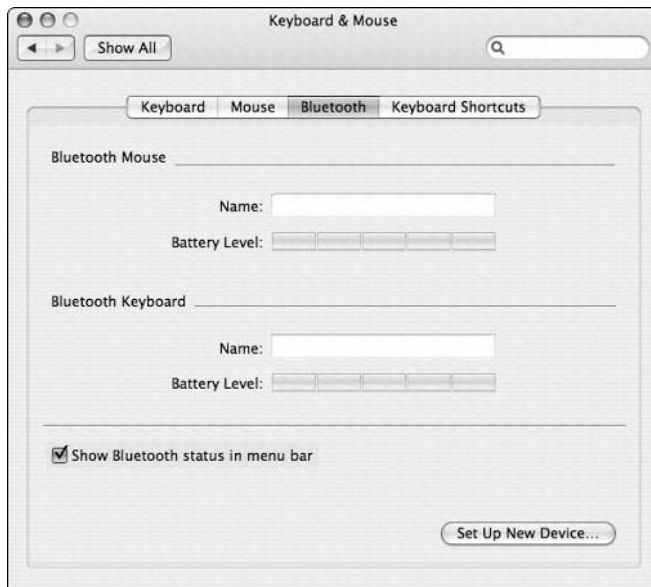 Keyboard & Mouse
Show All
Keyboard Mouse Bluetooth Keyboard Shortcuts
Bluetooth Mouse
Name:
Battery Level:
Bluetooth Keyboard
Name:
Battery Level:
Show Bluetooth status in menu bar
Set Up New Device...